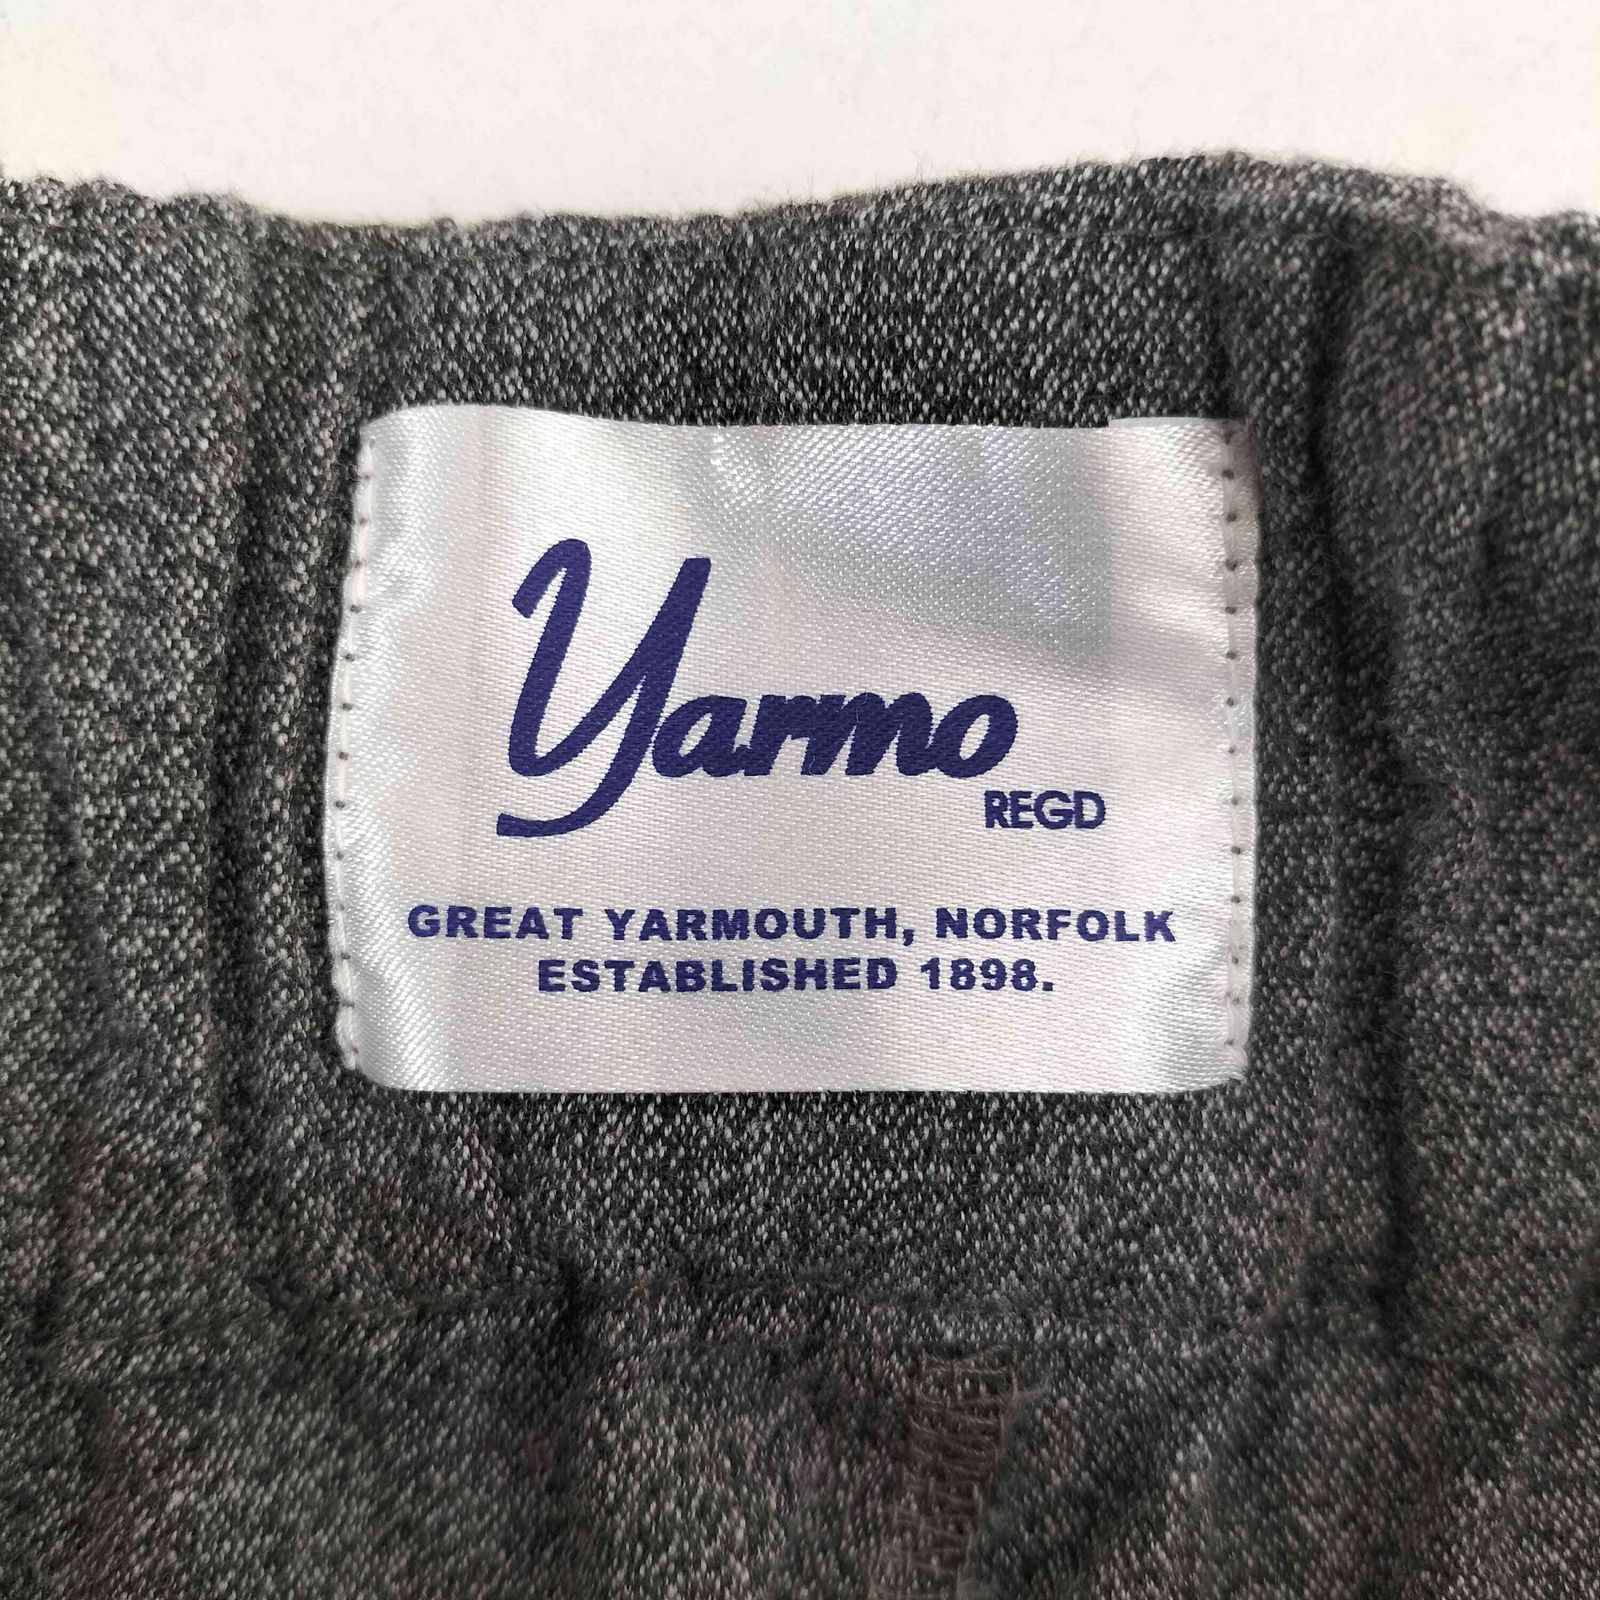 Yarmo
REGD
GREAT YARMOUTH, NORFOLK
ESTABLISHED 1898.